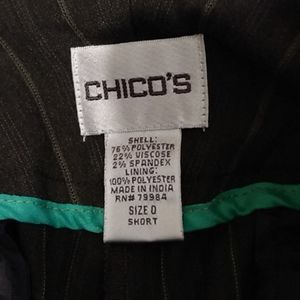 CHICO'S
SHELL:
76% POLYESTER
22% VISCOSE
2% SPANDEX
LINING:
100% POLYESTER
MADE IN INDIA
RN# 79984
SIZE 0
SHORT